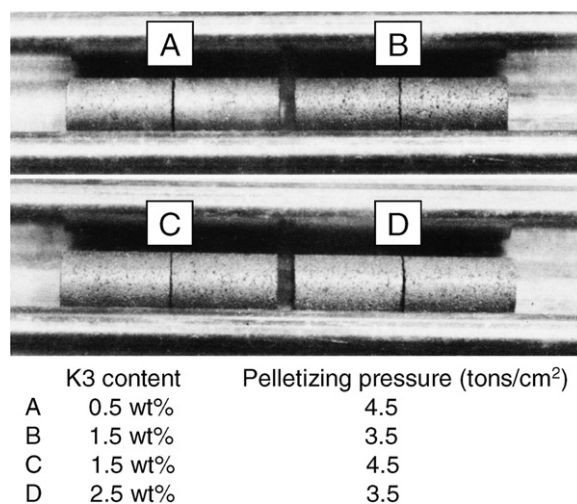 A B
C D
K3 content Pelletizing pressure (tons/cm²)
A 0.5 wt% 4.5
B 1.5 wt% 3.5
C 1.5 wt% 4.5
D 2.5 wt% 3.5